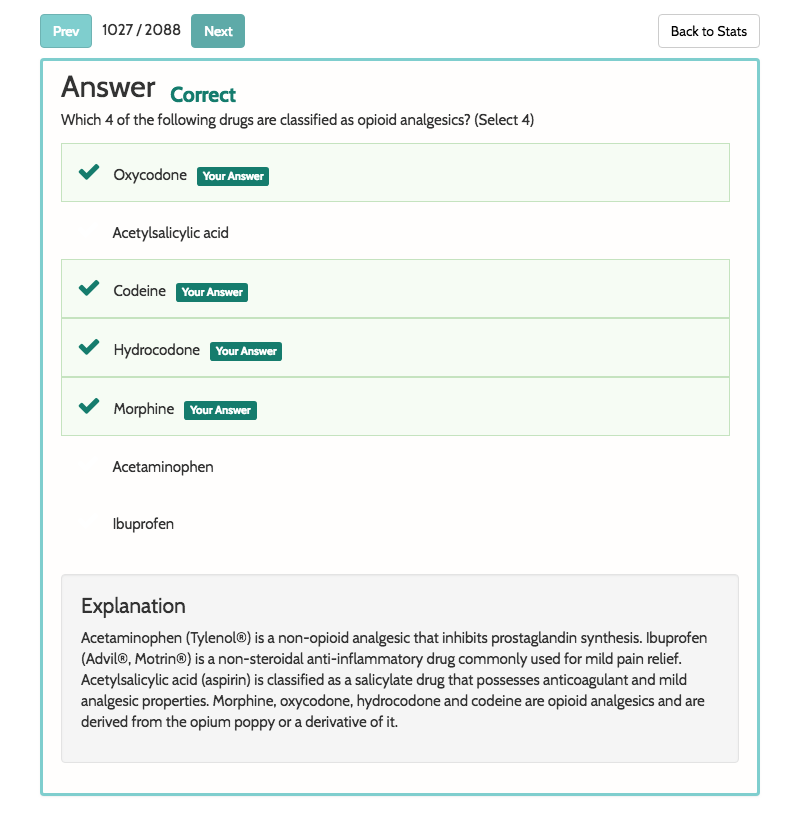 Prev 1027 / 2088 Next Back to Stats
Answer Correct
Which 4 of the following drugs are classified as opioid analgesics? (Select 4)
Oxycodone Your Answer
Acetylsalicylic acid
Codeine Your Answer
Hydrocodone Your Answer
Morphine Your Answer
Acetaminophen
Ibuprofen
Explanation
Acetaminophen (Tylenol®) is a non-opioid analgesic that inhibits prostaglandin synthesis. Ibuprofen
(Advil®, Motrin®) is a non-steroidal anti-inflammatory drug commonly used for mild pain relief.
Acetylsalicylic acid (aspirin) is classified as a salicylate drug that possesses anticoagulant and mild
analgesic properties. Morphine, oxycodone, hydrocodone and codeine are opioid analgesics and are
derived from the opium poppy or a derivative of it.